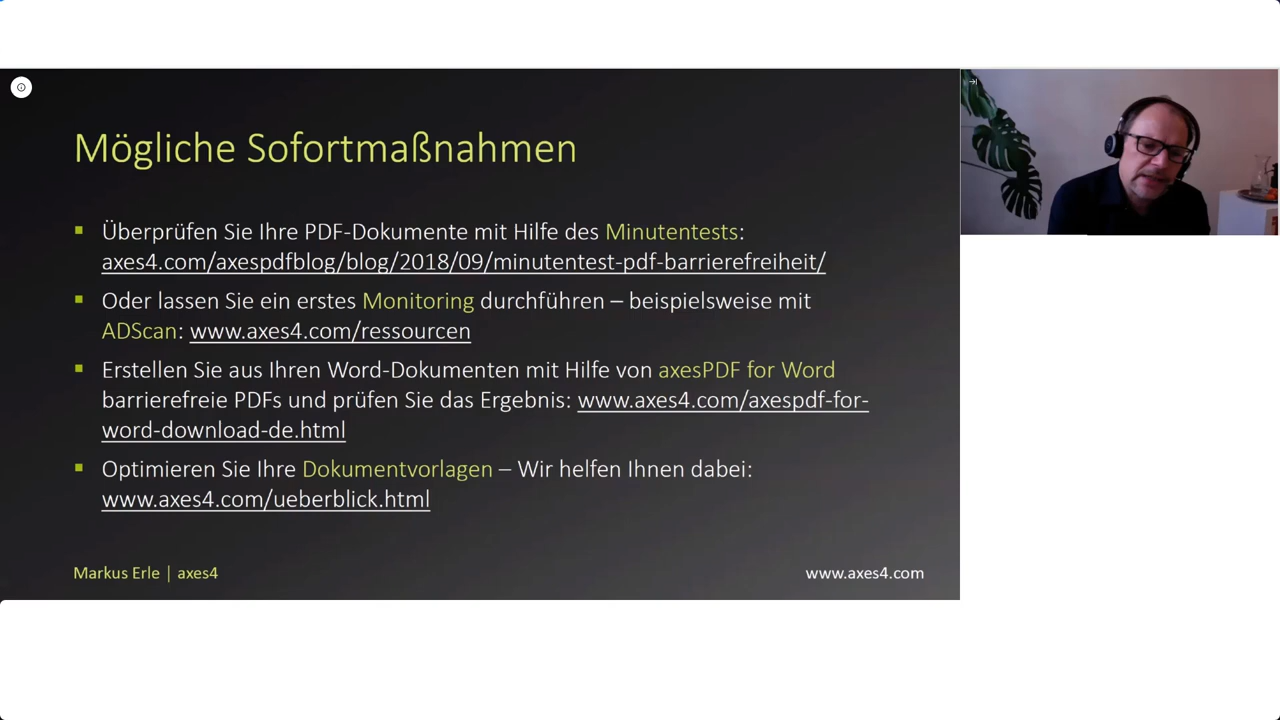 Mögliche Sofortmaßnahmen
Überprüfen Sie Ihre PDF-Dokumente mit Hilfe des Minutentests:
axes4.com/axespdfblog/blog/2018/09/minutentest-pdf-barrierefreiheit/
Oder lassen Sie ein erstes Monitoring durchführen – beispielsweise mit
ADScan: www.axes4.com/ressourcen
Erstellen Sie aus Ihren Word-Dokumenten mit Hilfe von axesPDF for Word
barrierefreie PDFs und prüfen Sie das Ergebnis: www.axes4.com/axespdf-for-
word-download-de.html
Optimieren Sie Ihre Dokumentvorlagen – Wir helfen Ihnen dabei:
www.axes4.com/ueberblick.html
Markus Erle | axes4
www.axes4.com